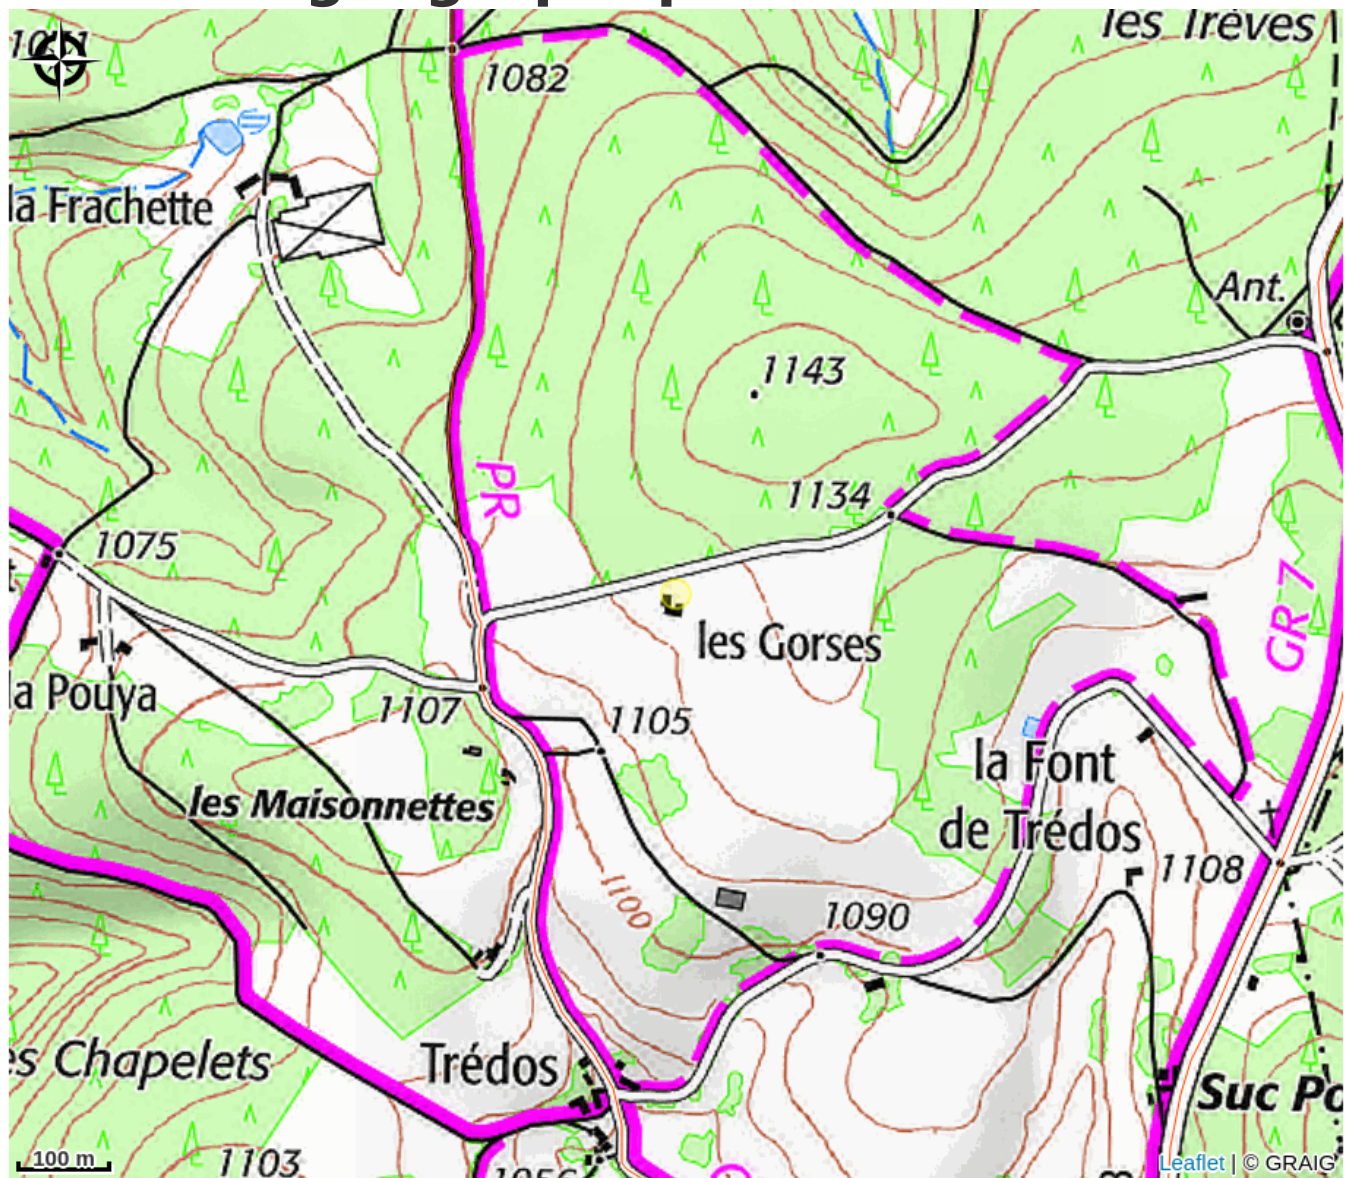 les Trèves
1082
la Frachette
Ant.
1143
PR
1134
1075
GR 7
les Gorses
la Pouya
1107
1105
la Font
de Trédos
les Maisonnettes
1108
1100
1090
es Chapelets
Trédos
Suc Po
1103
100 m
Leaflet | © GRAIG